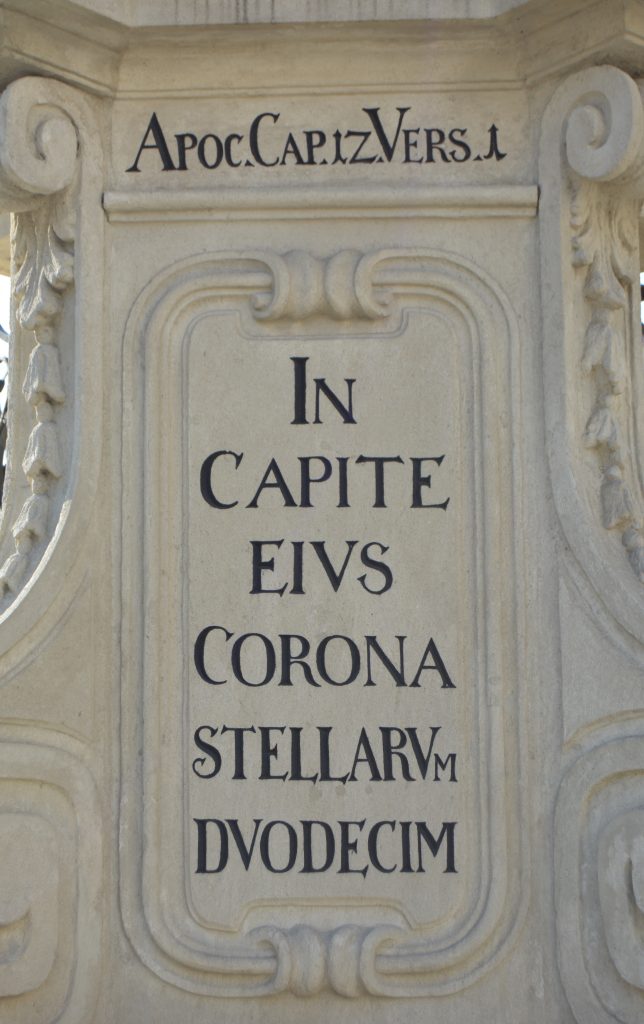 APOC.CAP.12.VERS.1
IN
CAPITE
EIVS
CORONA
STELLARVM
DVODECIM